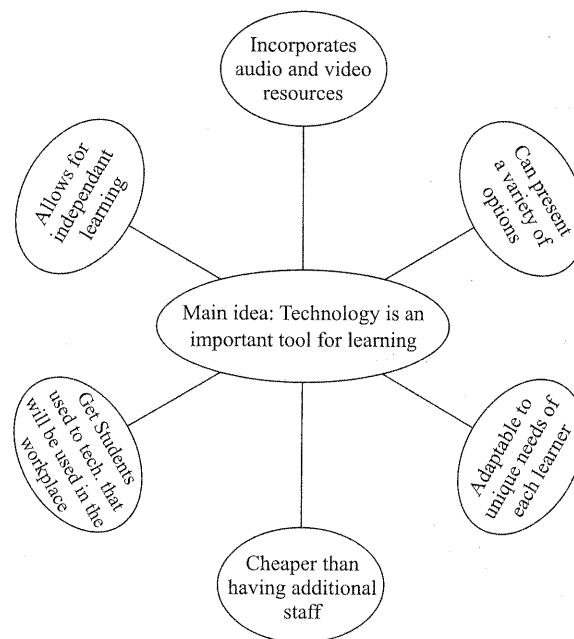 Incorporates
audio and video
resources
Allows for
independant
learning
Can present
a variety of
options
Main idea: Technology is an
important tool for learning
Get Students
used to tech. that
will be used in the
workplace
Adaptable to
unique needs of
each learner
Cheaper than
having additional
staff